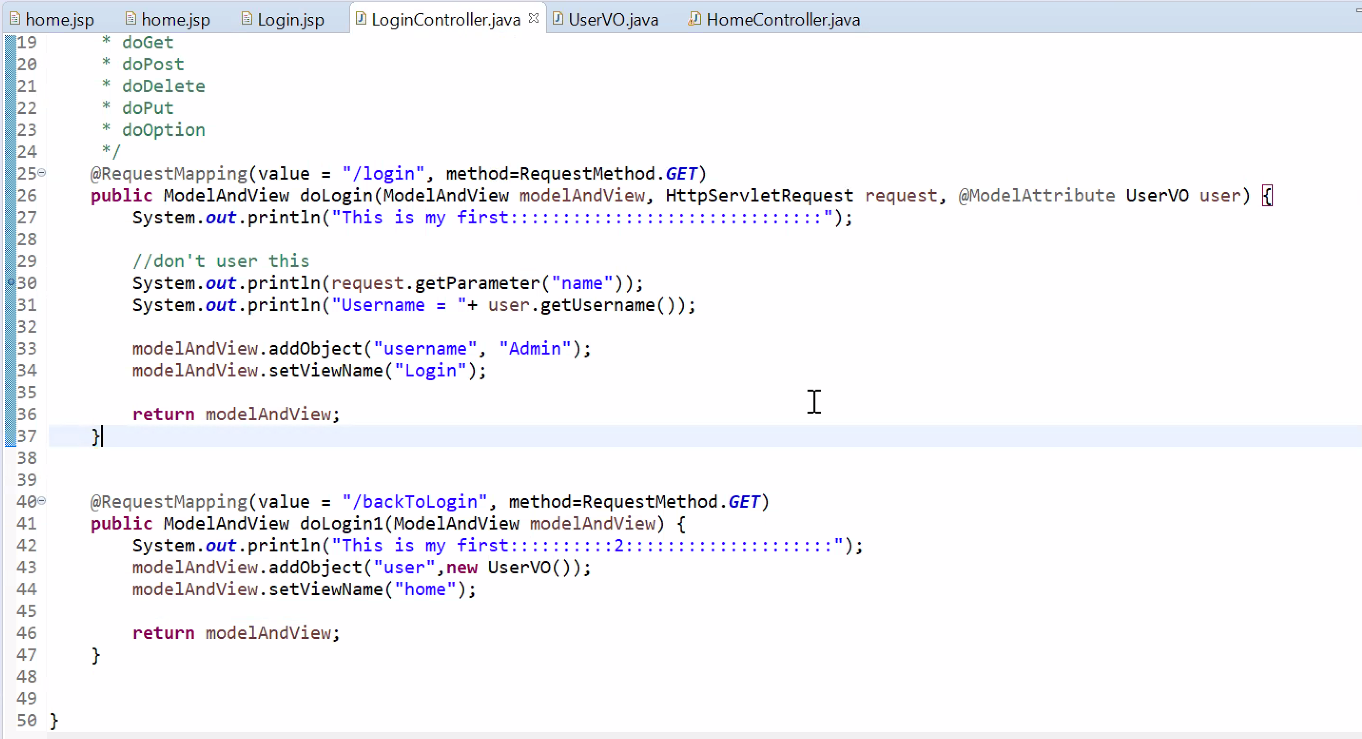 home.jsp home.jsp Login.jsp LoginController.java UserVO.java HomeController.java
19 * doGet
20 * doPost
21 * doDelete
22 * doPut
23 * doOption
24 */
25 @RequestMapping(value = "/login", method=RequestMethod.GET)
26 public ModelAndView doLogin(ModelAndView modelAndView, HttpServletRequest request, @ModelAttribute UserVO user) {
27 System.out.println("This is my first::::::::::::::::::::::::::::::");
28
29 //don't user this
30 System.out.println(request.getParameter("name"));
31 System.out.println("Username = "+ user.getUsername());
32
33 modelAndView.addObject("username", "Admin");
34 modelAndView.setViewName("Login");
35
36 return modelAndView;
37 }
38
39
40 @RequestMapping(value = "/backToLogin", method=RequestMethod.GET)
41 public ModelAndView doLogin1(ModelAndView modelAndView) {
42 System.out.println("This is my first::::::::::2::::::::::::::::::::");
43 modelAndView.addObject("user",new UserVO());
44 modelAndView.setViewName("home");
45
46 return modelAndView;
47 }
48
49
50 }